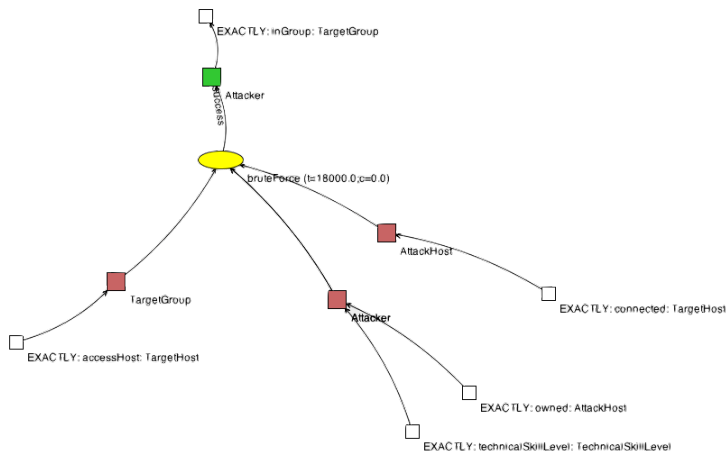 EXACTLY: inGroup: TargetGroup
Attacker
success
bruteForce (t=18000.0;c=0.0)
AttackHost
TargetGroup
EXACTLY: connected: TargetHost
Attacker
EXACTLY: accessHost: TargetHost
EXACTLY: owned: AttackHost
EXACTLY: technicalSkillLevel: TechnicalSkillLevel